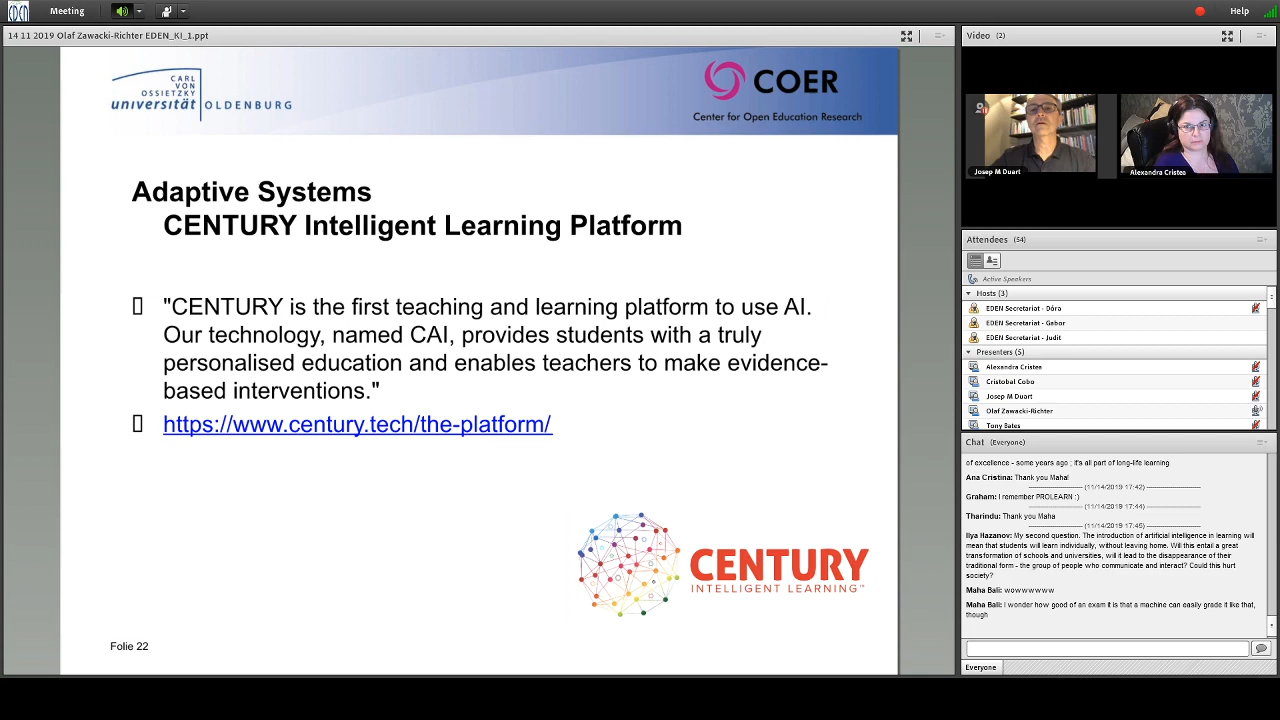 EDEN
Meeting
Help
14 11 2019 Olaf Zawacki-Richter EDEN_KI_1.ppt
CARL
VON
OSSIETZKY
universität OLDENBURG
COER
Center for Open Education Research
Adaptive Systems
CENTURY Intelligent Learning Platform
"CENTURY is the first teaching and learning platform to use AI.
Our technology, named CAI, provides students with a truly
personalised education and enables teachers to make evidence-
based interventions."
https://www.century.tech/the-platform/
CENTURY
INTELLIGENT LEARNING™
Folie 22
Video (2)
Josep M Duart
Alexandra Cristea
Attendees (54)
Active Speakers
Hosts (3)
EDEN Secretariat - Dóra
EDEN Secretariat - Gabor
EDEN Secretariat - Judit
Presenters (5)
Alexandra Cristea
Cristobal Cobo
Josep M Duart
Olaf Zawacki-Richter
Tony Bates
Chat (Everyone)
of excellence - some years ago ; it's all part of long-life learning
Ana Cristina: Thank you Maha!
(11/14/2019 17:42)
Graham: I remember PROLEARN :)
(11/14/2019 17:44)
Tharindu: Thank you Maha
(11/14/2019 17:45)
Ilya Hazanov: My second question. The introduction of artificial intelligence in learning will
mean that students will learn individually, without leaving home. Will this entail a great
transformation of schools and universities, will it lead to the disappearance of their
traditional form - the group of people who communicate and interact? Could this hurt
society?
Maha Bali: wowwwwww
Maha Bali: I wonder how good of an exam it is that a machine can easily grade it like that,
though
Everyone